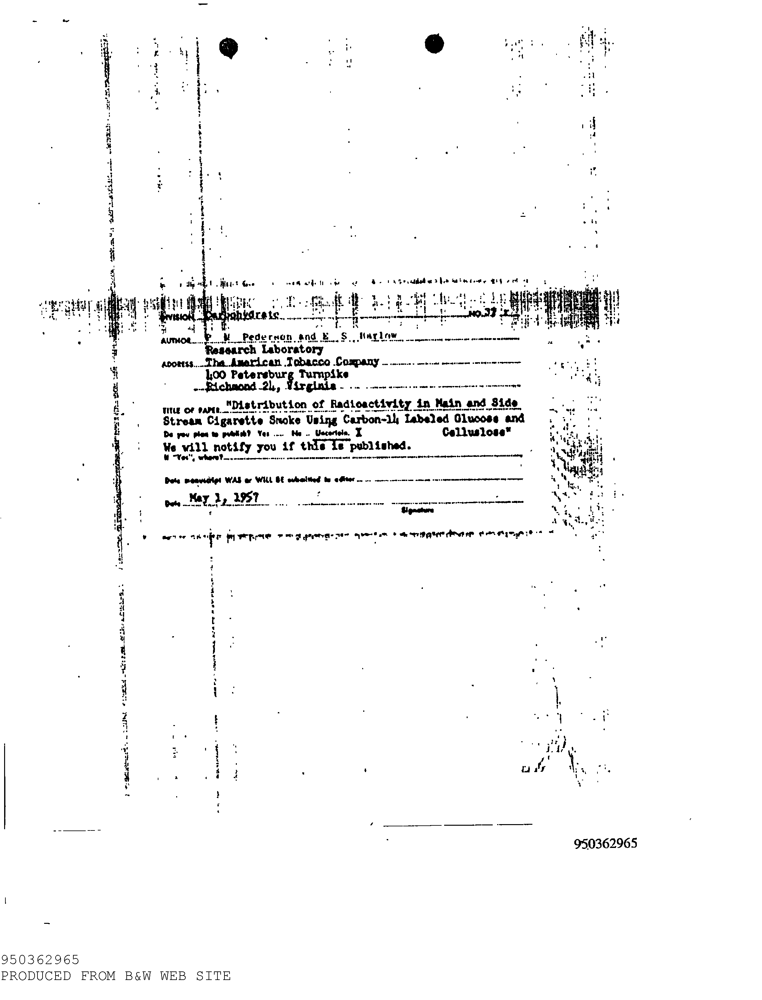 DIVISION Carbohydrate NO. 37
AUTHOR P. M. Pederson and E. S. Harlow
Research Laboratory
ADDRESS The American Tobacco Company
400 Petersburg Turnpike
Richmond 24, Virginia
TITLE OF PAPER "Distribution of Radioactivity in Main and Side
Stream Cigarette Smoke Using Carbon-14 Labeled Glucose and
Do you plan to publish? Yes .... No .. Uncertain. X Cellulose"
We will notify you if this is published.
If "Yes", where?
Date manuscript WAS or WILL BE submitted to editor
Date May 1, 1957
Signature
950362965
950362965
PRODUCED FROM B&W WEB SITE